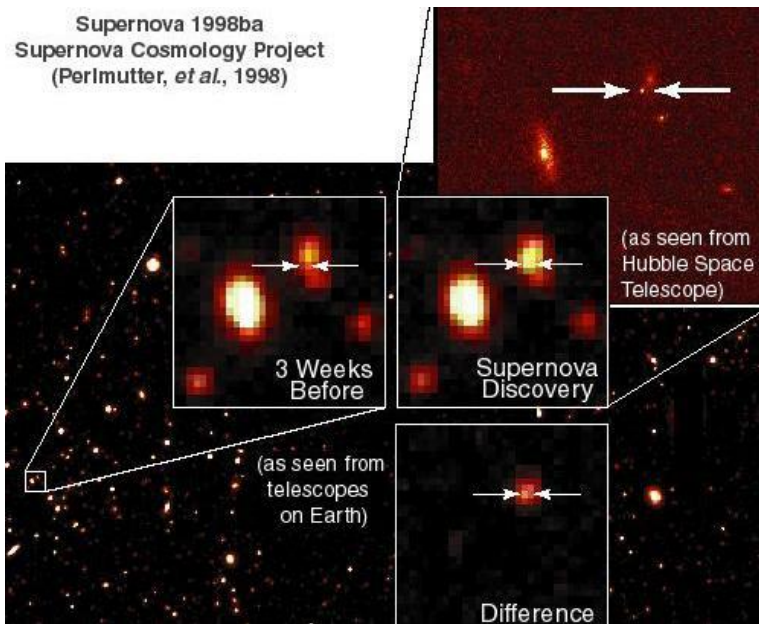 Supernova 1998ba
Supernova Cosmology Project
(Perlmutter, et al., 1998)
(as seen from
Hubble Space
Telescope)
3 Weeks
Before
Supernova
Discovery
(as seen from
telescopes
on Earth)
Difference